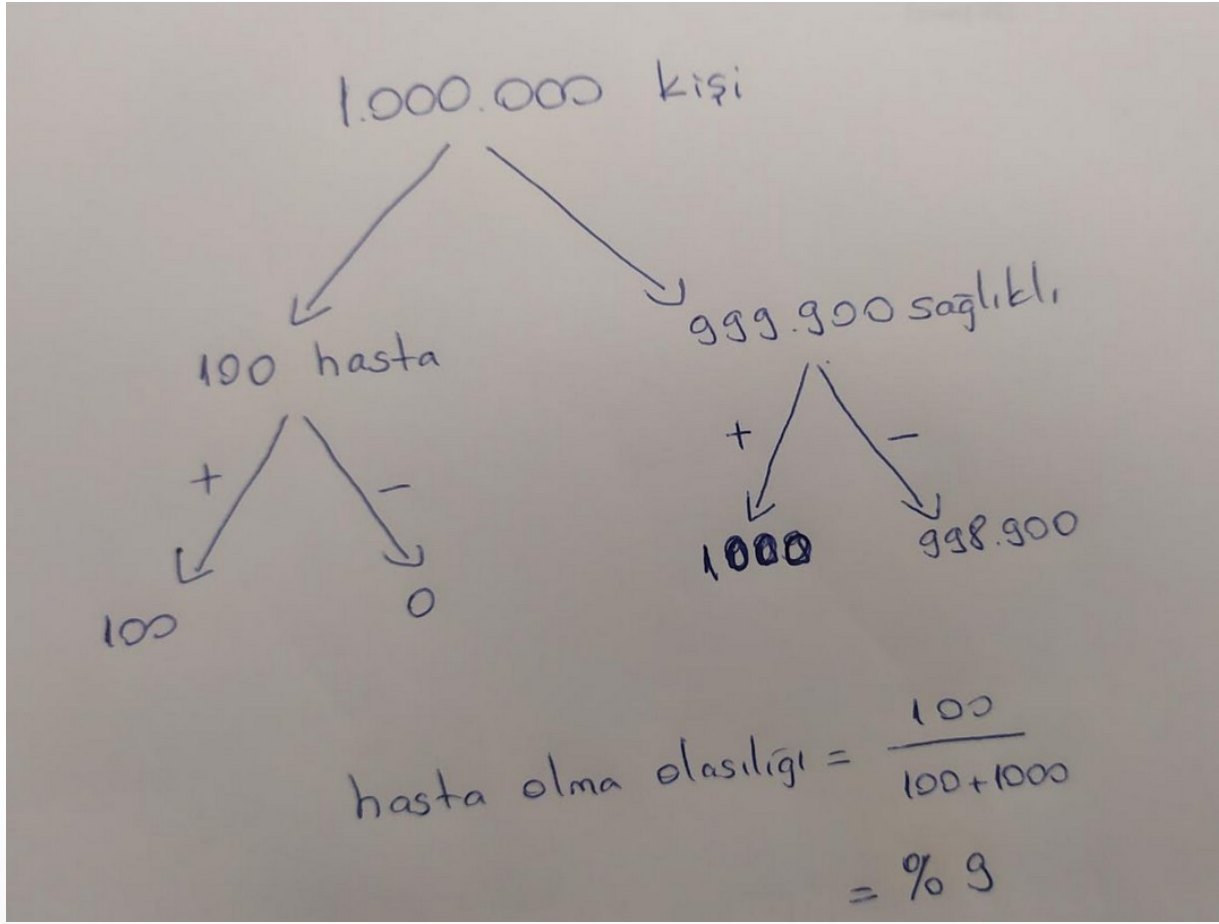 1.000.000 kişi
100 hasta
999.900 sağlıklı
+ −
+ −
100
0
1000
998.900
hasta olma olasılığı = 100 / 100+1000
= % 9